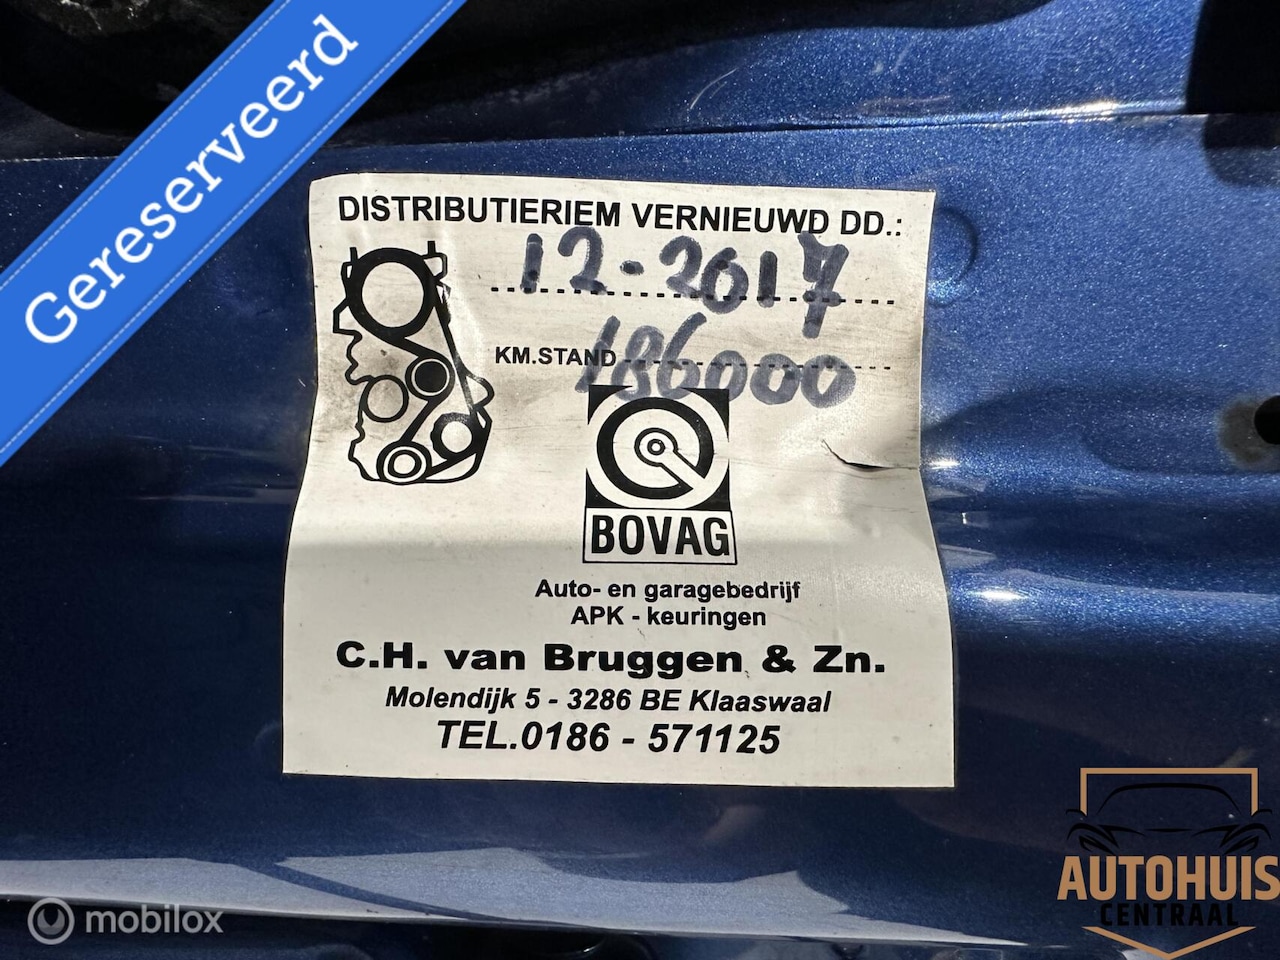 Gereserveerd
DISTRIBUTIERIEM VERNIEUWD DD.:
12-2017
KM.STAND 186000
BOVAG
Auto- en garagebedrijf
APK - keuringen
C.H. van Bruggen & Zn.
Molendijk 5 - 3286 BE Klaaswaal
TEL.0186 - 571125
AUTOHUIS
CENTRAAL
mobilox